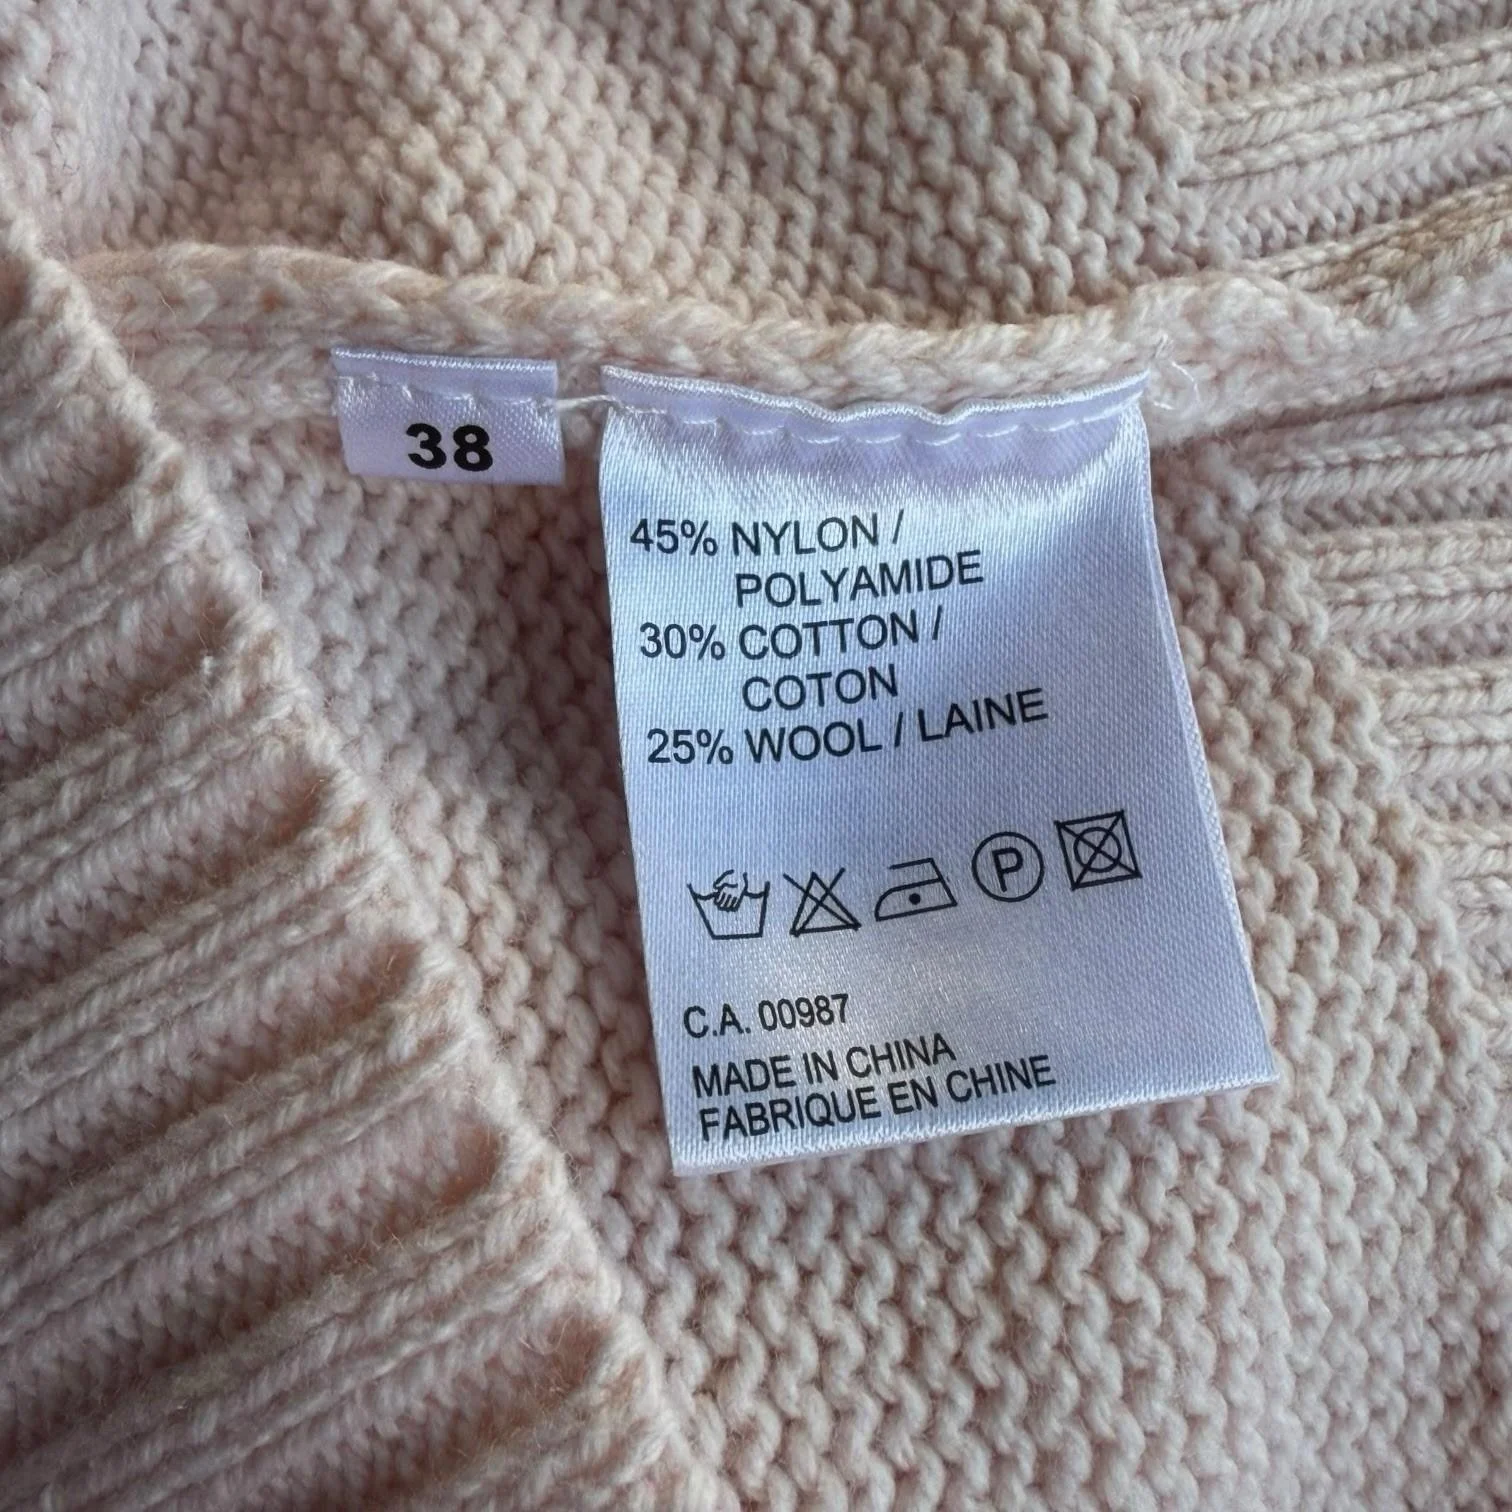 38
45% NYLON /
POLYAMIDE
30% COTTON /
COTON
25% WOOL / LAINE
P
C.A. 00987
MADE IN CHINA
FABRIQUE EN CHINE